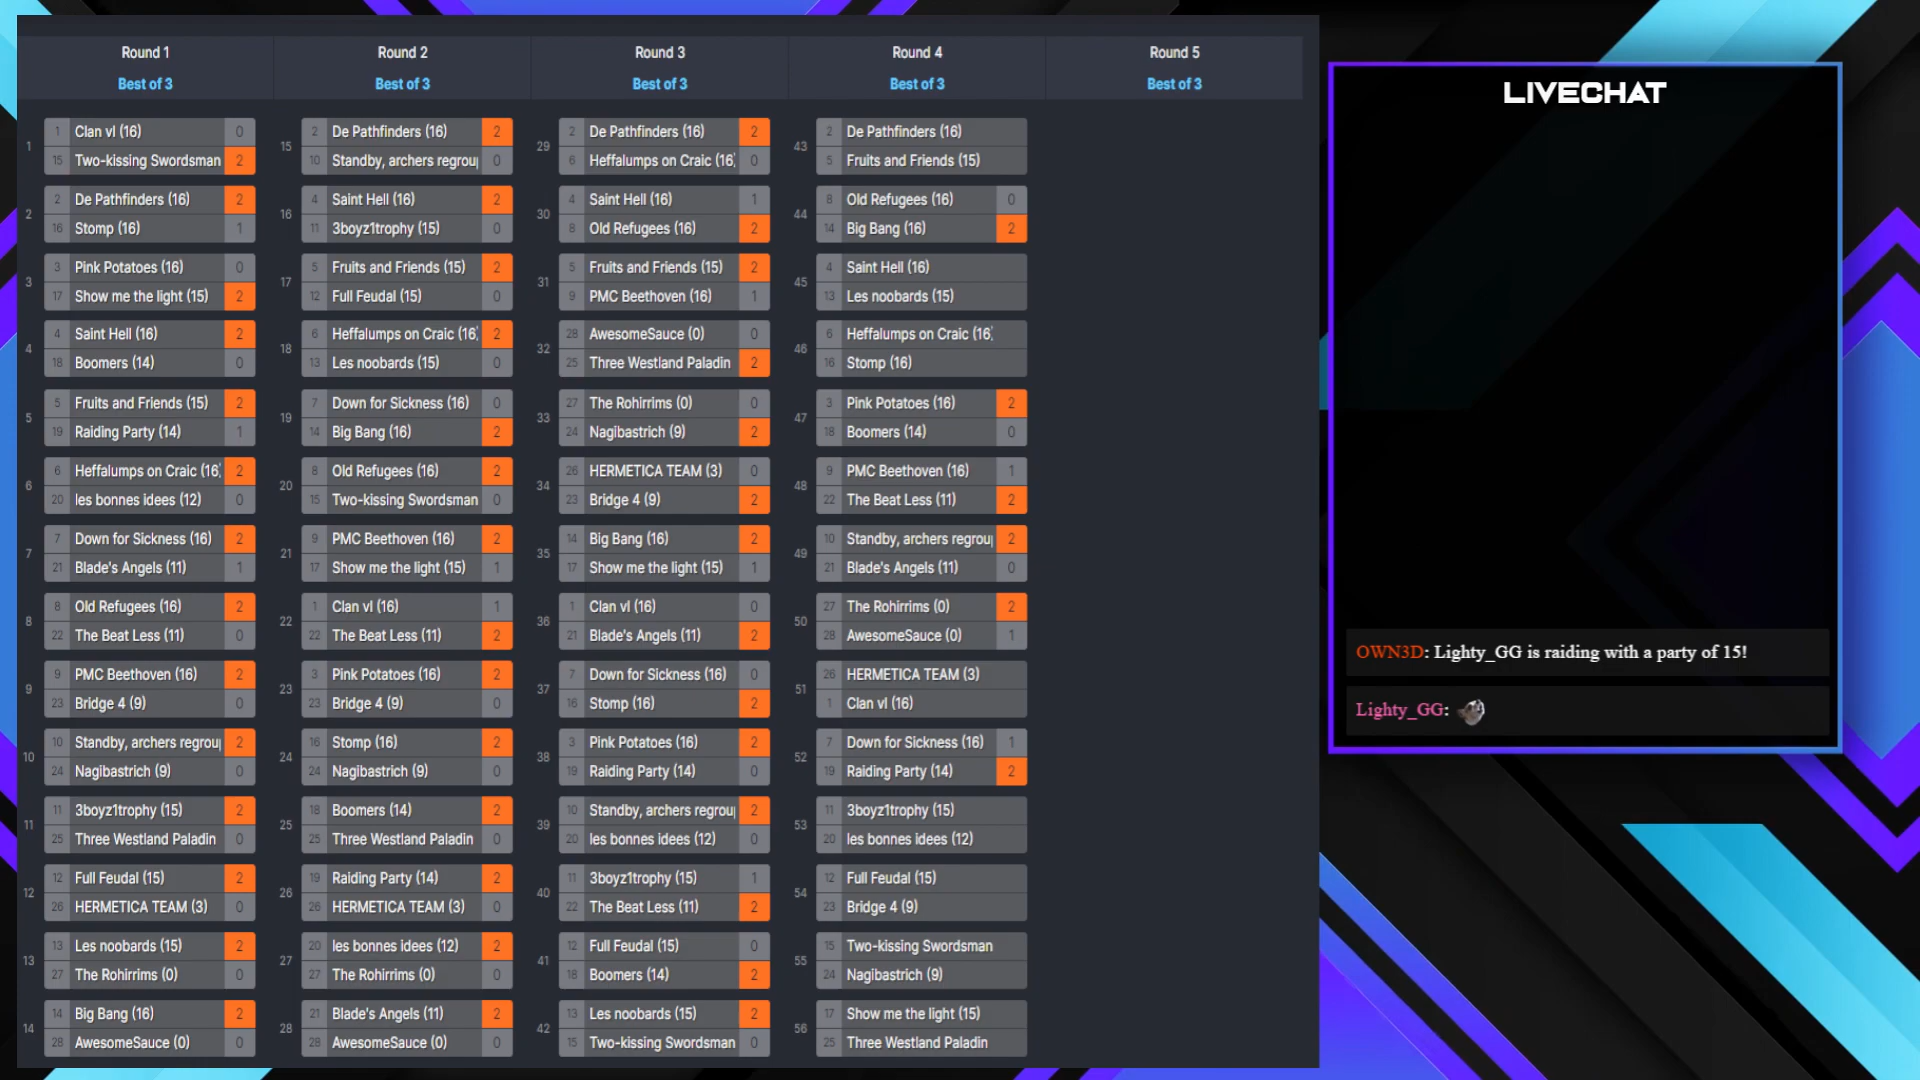 Round 1
Best of 3
Round 2
Best of 3
Round 3
Best of 3
Round 4
Best of 3
Round 5
Best of 3
1
1 Clan vl (16) 0
15 Two-kissing Swordsman 2
2
2 De Pathfinders (16) 2
16 Stomp (16) 1
3
3 Pink Potatoes (16) 0
17 Show me the light (15) 2
4
4 Saint Hell (16) 2
18 Boomers (14) 0
5
5 Fruits and Friends (15) 2
19 Raiding Party (14) 1
6
6 Heffalumps on Craic (16) 2
20 les bonnes idees (12) 0
7
7 Down for Sickness (16) 2
21 Blade's Angels (11) 1
8
8 Old Refugees (16) 2
22 The Beat Less (11) 0
9
9 PMC Beethoven (16) 2
23 Bridge 4 (9) 0
10
10 Standby, archers regrou 2
24 Nagibastrich (9) 0
11
11 3boyz1trophy (15) 2
25 Three Westland Paladin 0
12
12 Full Feudal (15) 2
26 HERMETICA TEAM (3) 0
13
13 Les noobards (15) 2
27 The Rohirrims (0) 0
14
14 Big Bang (16) 2
28 AwesomeSauce (0) 0
15
2 De Pathfinders (16) 2
10 Standby, archers regrou 0
16
4 Saint Hell (16) 2
11 3boyz1trophy (15) 0
17
5 Fruits and Friends (15) 2
12 Full Feudal (15) 0
18
6 Heffalumps on Craic (16) 2
13 Les noobards (15) 0
19
7 Down for Sickness (16) 0
14 Big Bang (16) 2
20
8 Old Refugees (16) 2
15 Two-kissing Swordsman 0
21
9 PMC Beethoven (16) 2
17 Show me the light (15) 1
22
1 Clan vl (16) 1
22 The Beat Less (11) 2
23
3 Pink Potatoes (16) 2
23 Bridge 4 (9) 0
24
16 Stomp (16) 2
24 Nagibastrich (9) 0
25
18 Boomers (14) 2
25 Three Westland Paladin 0
26
19 Raiding Party (14) 2
26 HERMETICA TEAM (3) 0
27
20 les bonnes idees (12) 2
27 The Rohirrims (0) 0
28
21 Blade's Angels (11) 2
28 AwesomeSauce (0) 0
29
2 De Pathfinders (16) 2
6 Heffalumps on Craic (16) 0
30
4 Saint Hell (16) 1
8 Old Refugees (16) 2
31
5 Fruits and Friends (15) 2
9 PMC Beethoven (16) 1
32
28 AwesomeSauce (0) 0
25 Three Westland Paladin 2
33
27 The Rohirrims (0) 0
24 Nagibastrich (9) 2
34
26 HERMETICA TEAM (3) 0
23 Bridge 4 (9) 2
35
14 Big Bang (16) 2
17 Show me the light (15) 1
36
1 Clan vl (16) 0
21 Blade's Angels (11) 2
37
7 Down for Sickness (16) 0
16 Stomp (16) 2
38
3 Pink Potatoes (16) 2
19 Raiding Party (14) 0
39
10 Standby, archers regrou 2
20 les bonnes idees (12) 0
40
11 3boyz1trophy (15) 1
22 The Beat Less (11) 2
41
12 Full Feudal (15) 0
18 Boomers (14) 2
42
13 Les noobards (15) 2
15 Two-kissing Swordsman 0
43
2 De Pathfinders (16)
5 Fruits and Friends (15)
44
8 Old Refugees (16) 0
14 Big Bang (16) 2
45
4 Saint Hell (16)
13 Les noobards (15)
46
6 Heffalumps on Craic (16)
16 Stomp (16)
47
3 Pink Potatoes (16) 2
18 Boomers (14) 0
48
9 PMC Beethoven (16) 1
22 The Beat Less (11) 2
49
10 Standby, archers regrou 2
21 Blade's Angels (11) 0
50
27 The Rohirrims (0) 2
28 AwesomeSauce (0) 1
51
26 HERMETICA TEAM (3)
1 Clan vl (16)
52
7 Down for Sickness (16) 1
19 Raiding Party (14) 2
53
11 3boyz1trophy (15)
20 les bonnes idees (12)
54
12 Full Feudal (15)
23 Bridge 4 (9)
55
15 Two-kissing Swordsman
24 Nagibastrich (9)
56
17 Show me the light (15)
25 Three Westland Paladin
LIVECHAT
OWN3D: Lighty_GG is raiding with a party of 15!
Lighty_GG: